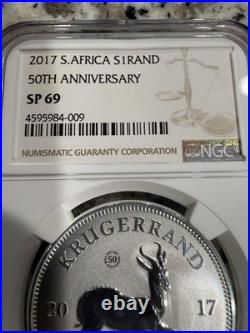 2017 S.AFRICA S1RAND
50TH ANNIVERSARY
SP 69
4595984-009
NUMISMATIC GUARANTY CORPORATION
NGC
KRUGERRAND
50
20 17